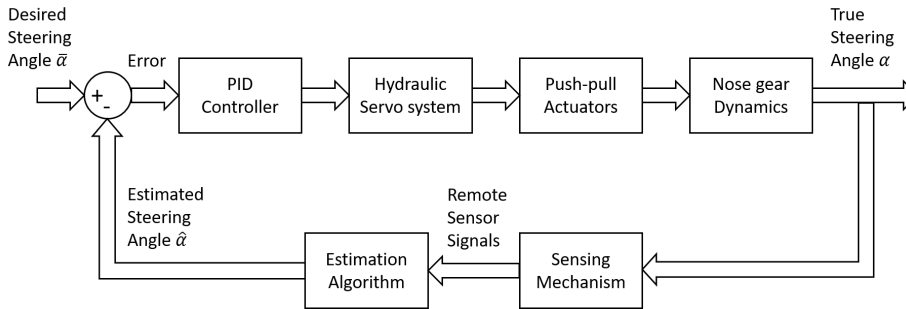 Desired
Steering
Angle ᾱ
Error
+
-
PID
Controller
Hydraulic
Servo system
Push-pull
Actuators
Nose gear
Dynamics
True
Steering
Angle α
Estimated
Steering
Angle α̂
Remote
Sensor
Signals
Estimation
Algorithm
Sensing
Mechanism